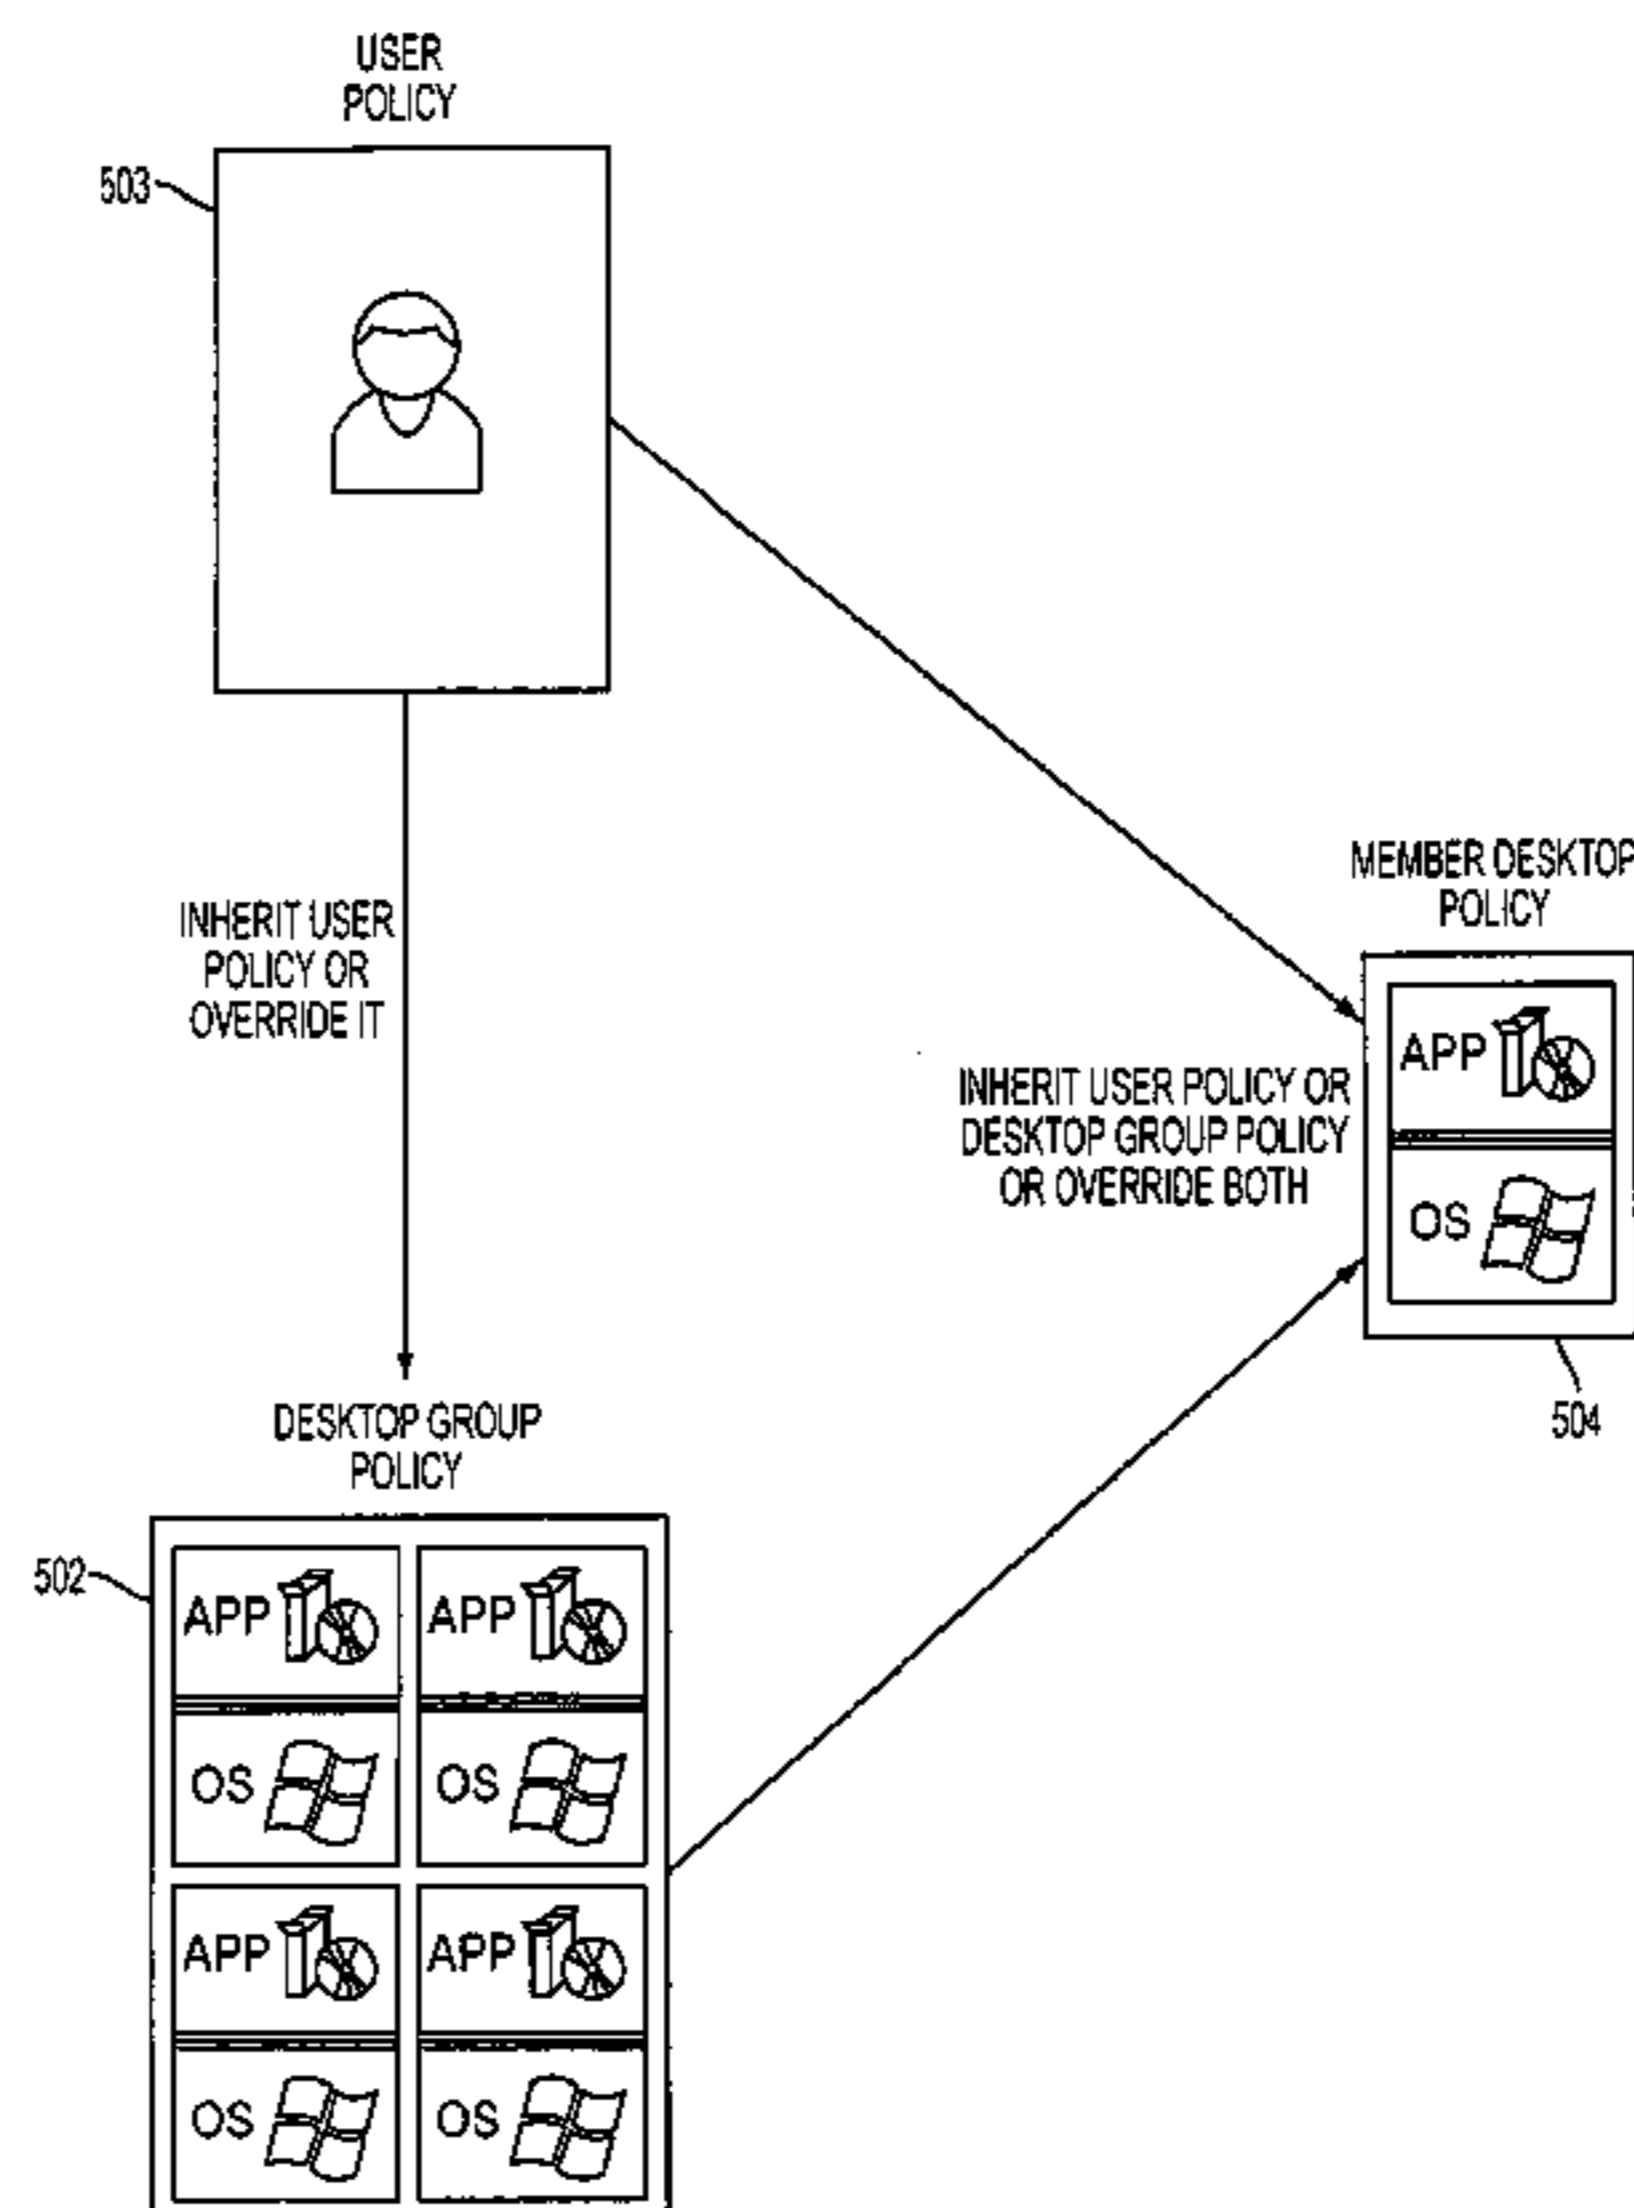 USER
POLICY
503
INHERIT USER
POLICY OR
OVERRIDE IT
MEMBER DESKTOP
POLICY
APP
OS
504
INHERIT USER POLICY OR
DESKTOP GROUP POLICY
OR OVERRIDE BOTH
DESKTOP GROUP
POLICY
502
APP APP
OS OS
APP APP
OS OS